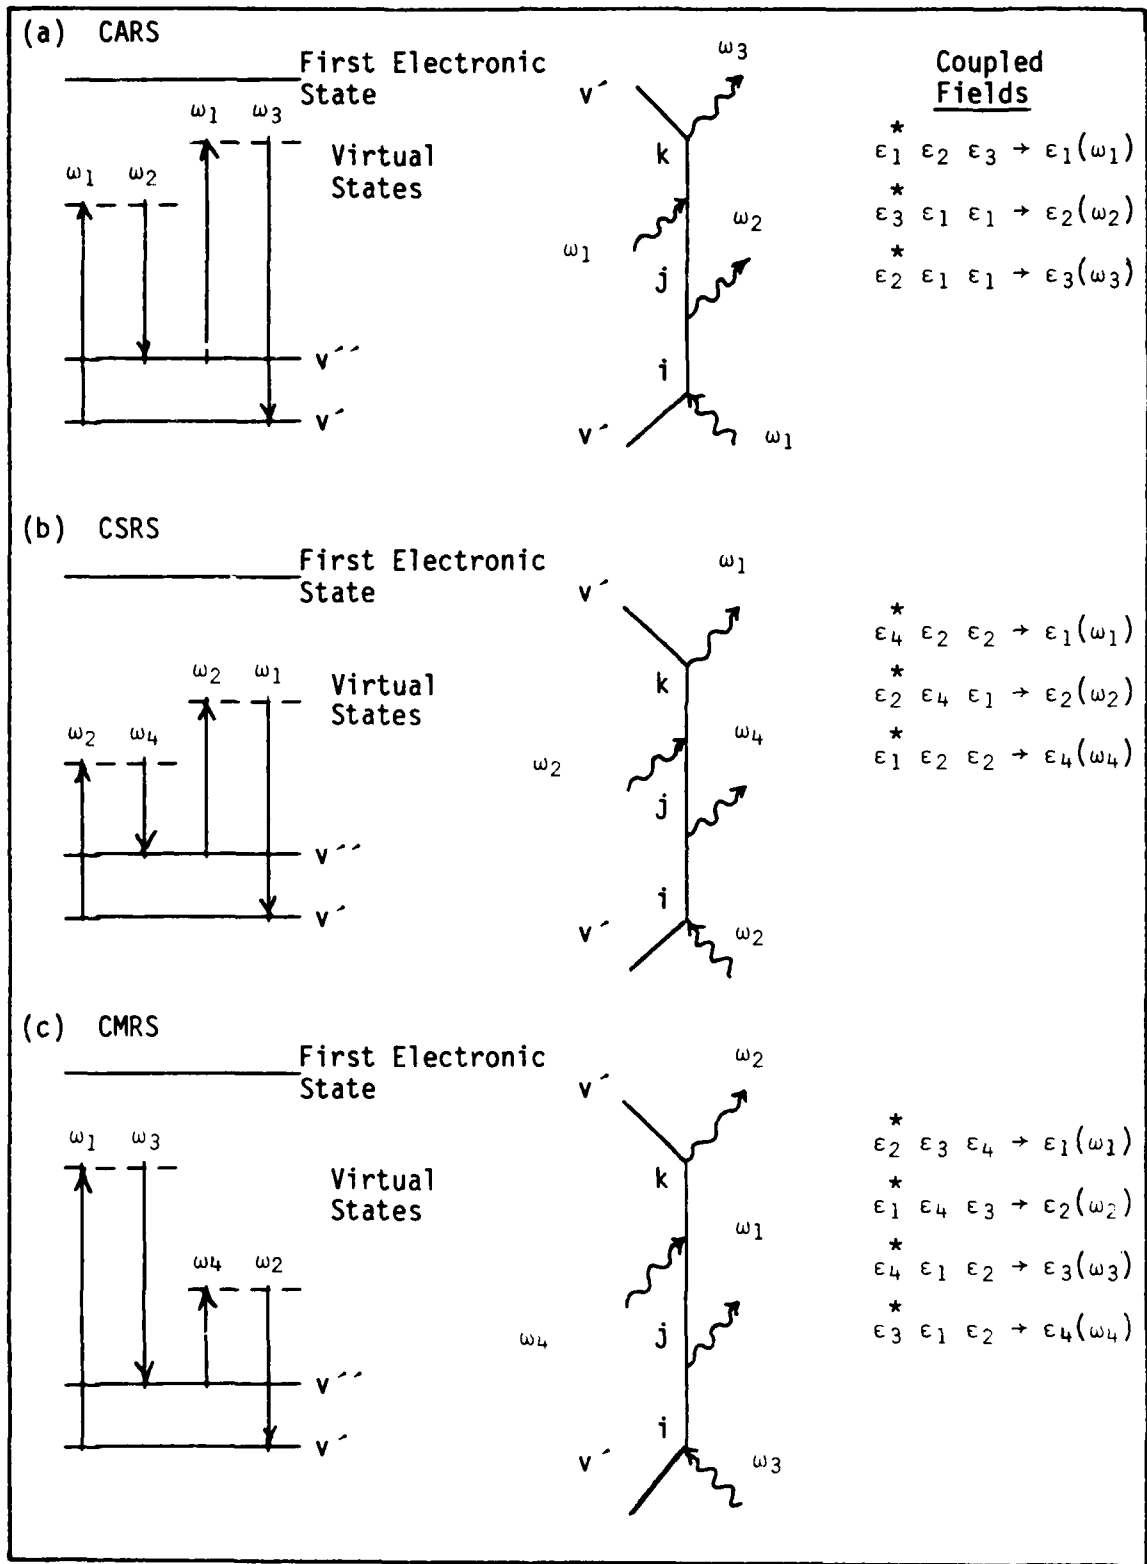 (a) CARS
First Electronic
State
ω1 ω3
ω1 ω2
Virtual
States
v´´
v´
v´
ω3
k
ω1
ω2
j
i
v´
ω1
Coupled
Fields
ε1* ε2 ε3 → ε1(ω1)
ε3* ε1 ε1 → ε2(ω2)
ε2* ε1 ε1 → ε3(ω3)
(b) CSRS
First Electronic
State
ω2 ω1
ω2 ω4
Virtual
States
v´´
v´
v´
ω1
k
ω2
ω4
j
i
v´
ω2
ε4* ε2 ε2 → ε1(ω1)
ε2* ε4 ε1 → ε2(ω2)
ε1* ε2 ε2 → ε4(ω4)
(c) CMRS
First Electronic
State
ω1 ω3
Virtual
States
ω4 ω2
v´´
v´
v´
ω2
k
ω1
ω4
j
i
v´
ω3
ε2* ε3 ε4 → ε1(ω1)
ε1* ε4 ε3 → ε2(ω2)
ε4* ε1 ε2 → ε3(ω3)
ε3* ε1 ε2 → ε4(ω4)